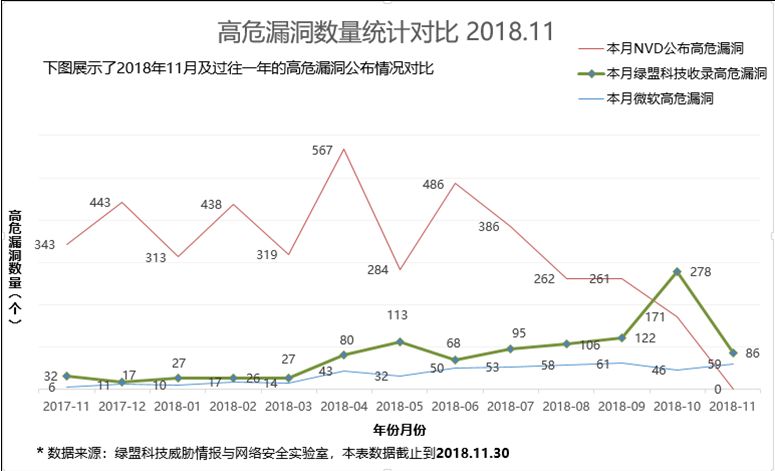 高危漏洞数量统计对比 2018.11
本月NVD公布高危漏洞
下图展示了2018年11月及过往一年的高危漏洞公布情况对比
本月绿盟科技收录高危漏洞
本月微软高危漏洞
高危漏洞数量（个）
343 443 313 438 319 567 284 486 386 262 261 171 0
32 17 27 26 27 80 113 68 95 106 122 278 86
6 11 10 17 14 43 32 50 53 58 61 46 59
2017-11 2017-12 2018-01 2018-02 2018-03 2018-04 2018-05 2018-06 2018-07 2018-08 2018-09 2018-10 2018-11
年份月份
* 数据来源：绿盟科技威胁情报与网络安全实验室，本表数据截止到2018.11.30